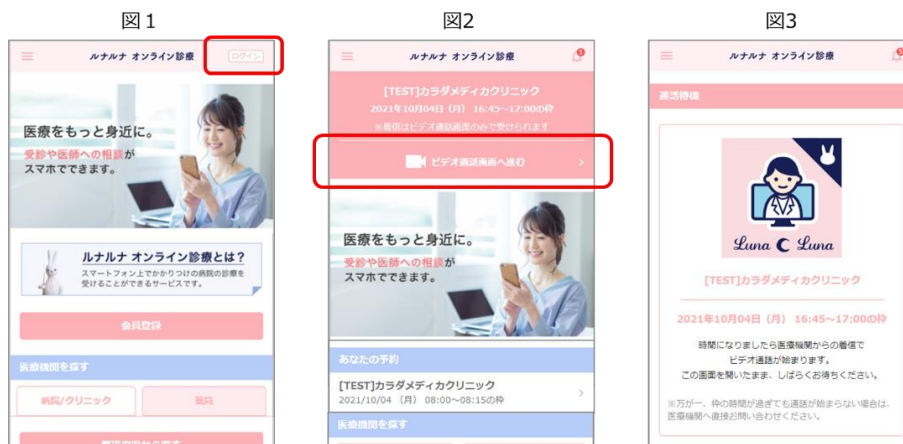 図１
ルナルナ オンライン診療
ログイン
医療をもっと身近に。
受診や医師への相談が
スマホでできます。
ルナルナ オンライン診療とは？
スマートフォン上でかかりつけの病院の診療を
受けることができるサービスです。
会員登録
医療機関を探す
病院/クリニック
薬局
図2
ルナルナ オンライン診療
5
[TEST]カラダメディカクリニック
2021年10月04日（月） 16:45〜17:00の枠
※着信はビデオ通話画面のみで受けられます
ビデオ通話画面へ進む
医療をもっと身近に。
受診や医師への相談が
スマホでできます。
あなたの予約
[TEST]カラダメディカクリニック
2021/10/04 （月） 08:00〜08:15の枠
医療機関を探す
図3
ルナルナ オンライン診療
5
通話待機
Luna Luna
[TEST]カラダメディカクリニック
2021年10月04日（月） 16:45〜17:00の枠
時間になりましたら医療機関からの着信で
ビデオ通話が始まります。
この画面を開いたまま、しばらくお待ちください。
※万が一、枠の時間が過ぎても通話が始まらない場合は、
医療機関へ直接お問い合わせください。